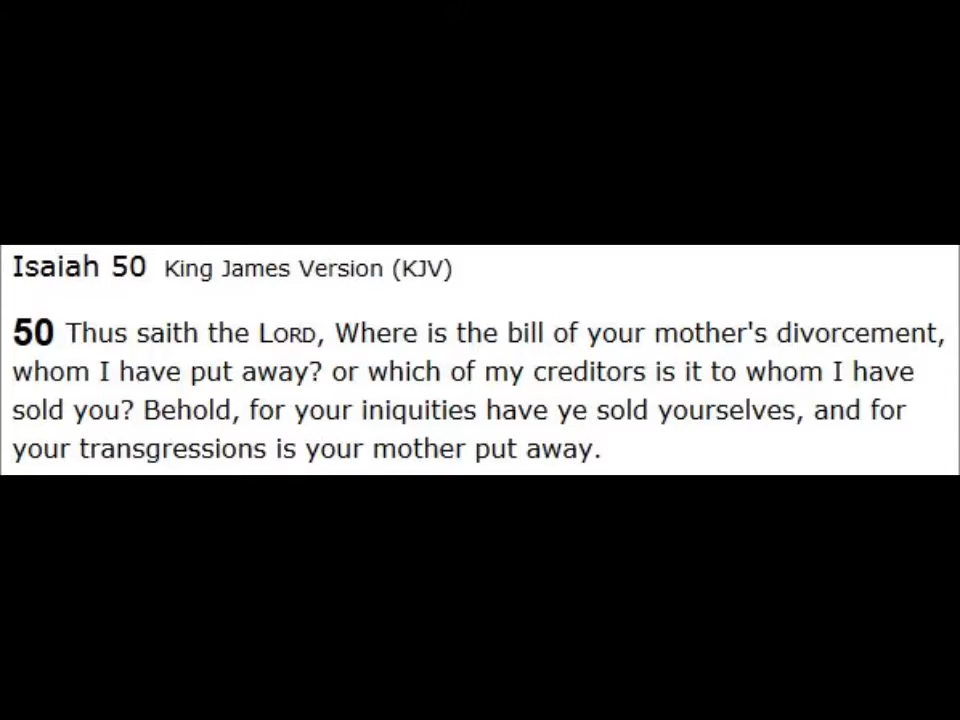 Isaiah 50 King James Version (KJV)
50 Thus saith the LORD, Where is the bill of your mother's divorcement,
whom I have put away? or which of my creditors is it to whom I have
sold you? Behold, for your iniquities have ye sold yourselves, and for
your transgressions is your mother put away.